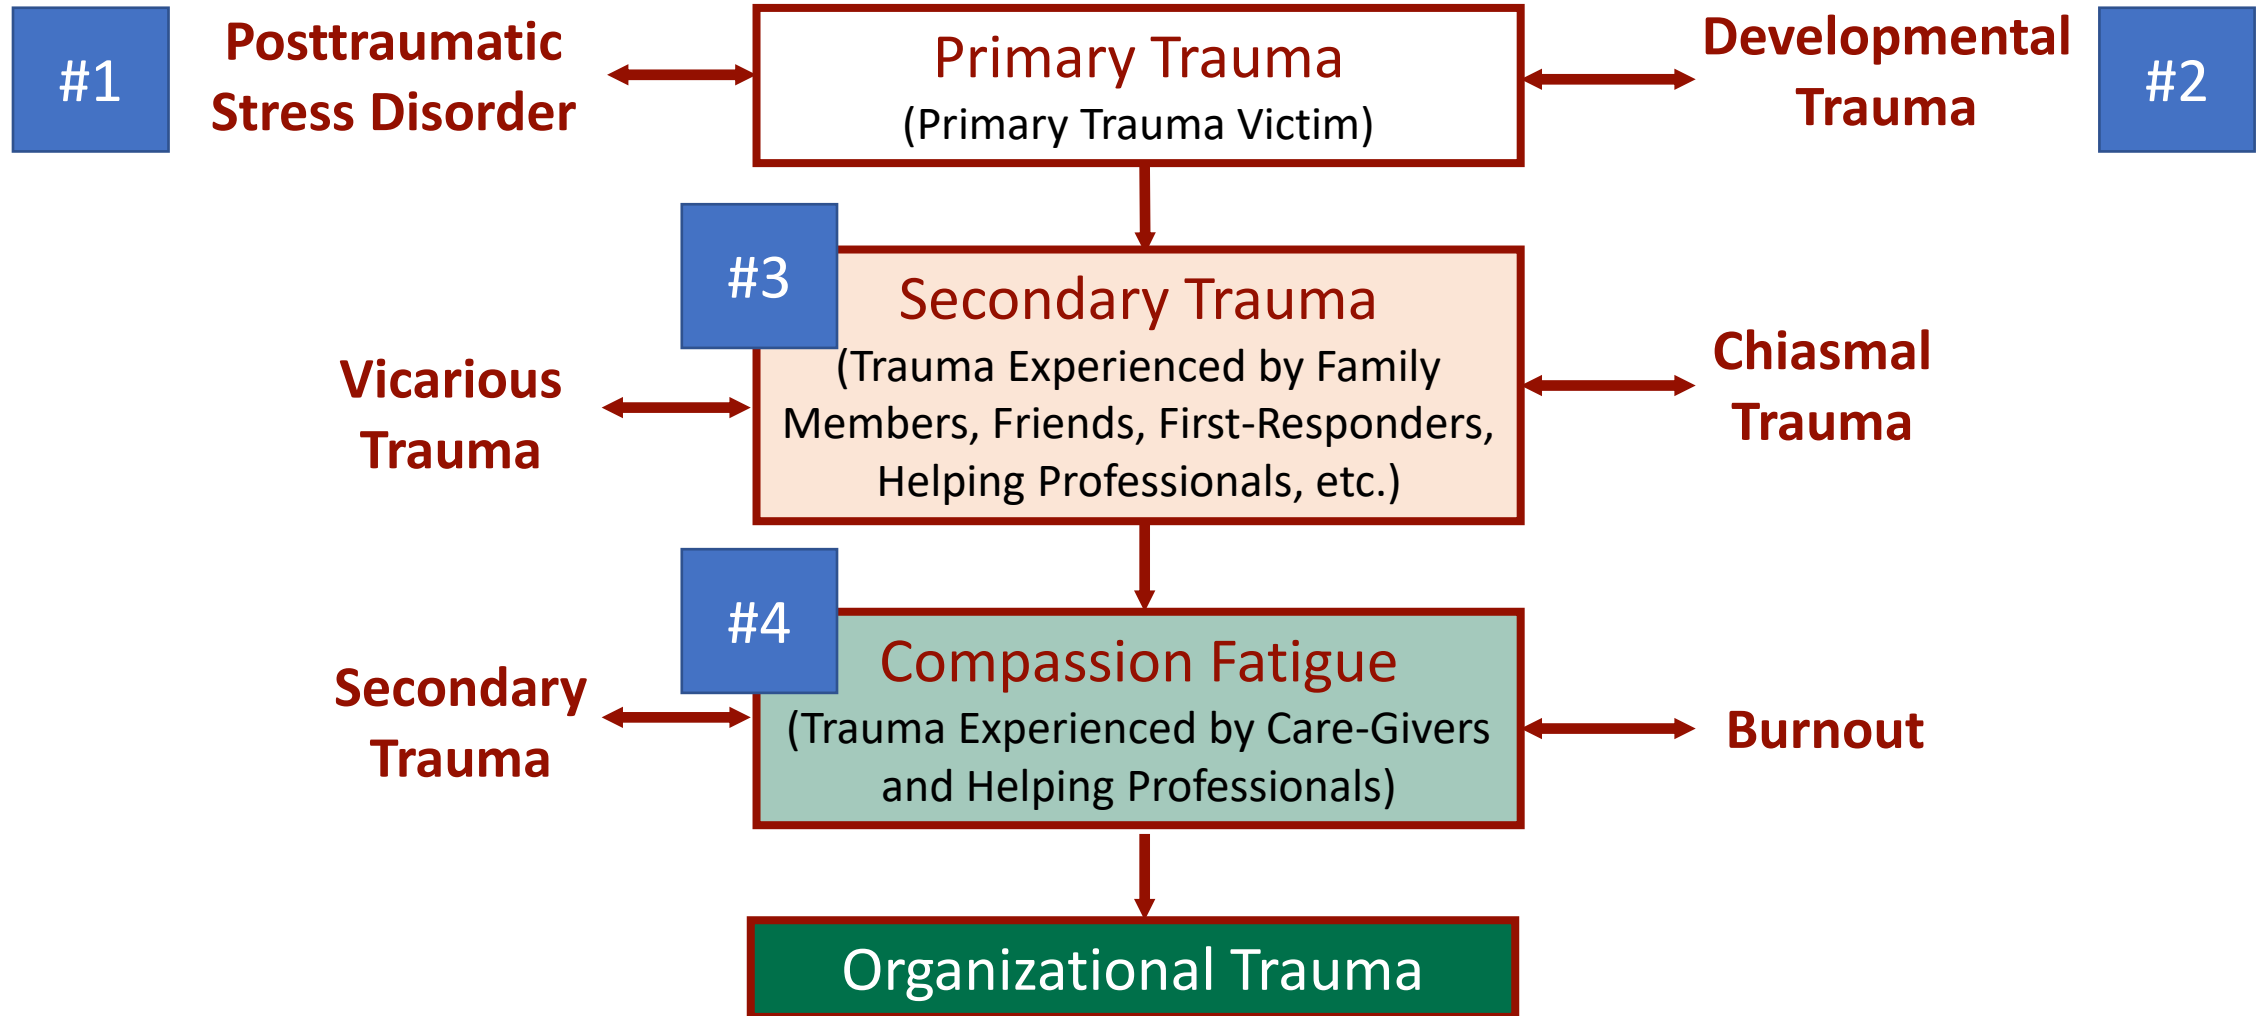 #1
Posttraumatic
Stress Disorder
Primary Trauma
(Primary Trauma Victim)
Developmental
Trauma
#2
#3
Secondary Trauma
(Trauma Experienced by Family
Members, Friends, First-Responders,
Helping Professionals, etc.)
Vicarious
Trauma
Chiasmal
Trauma
#4
Compassion Fatigue
(Trauma Experienced by Care-Givers
and Helping Professionals)
Secondary
Trauma
Burnout
Organizational Trauma